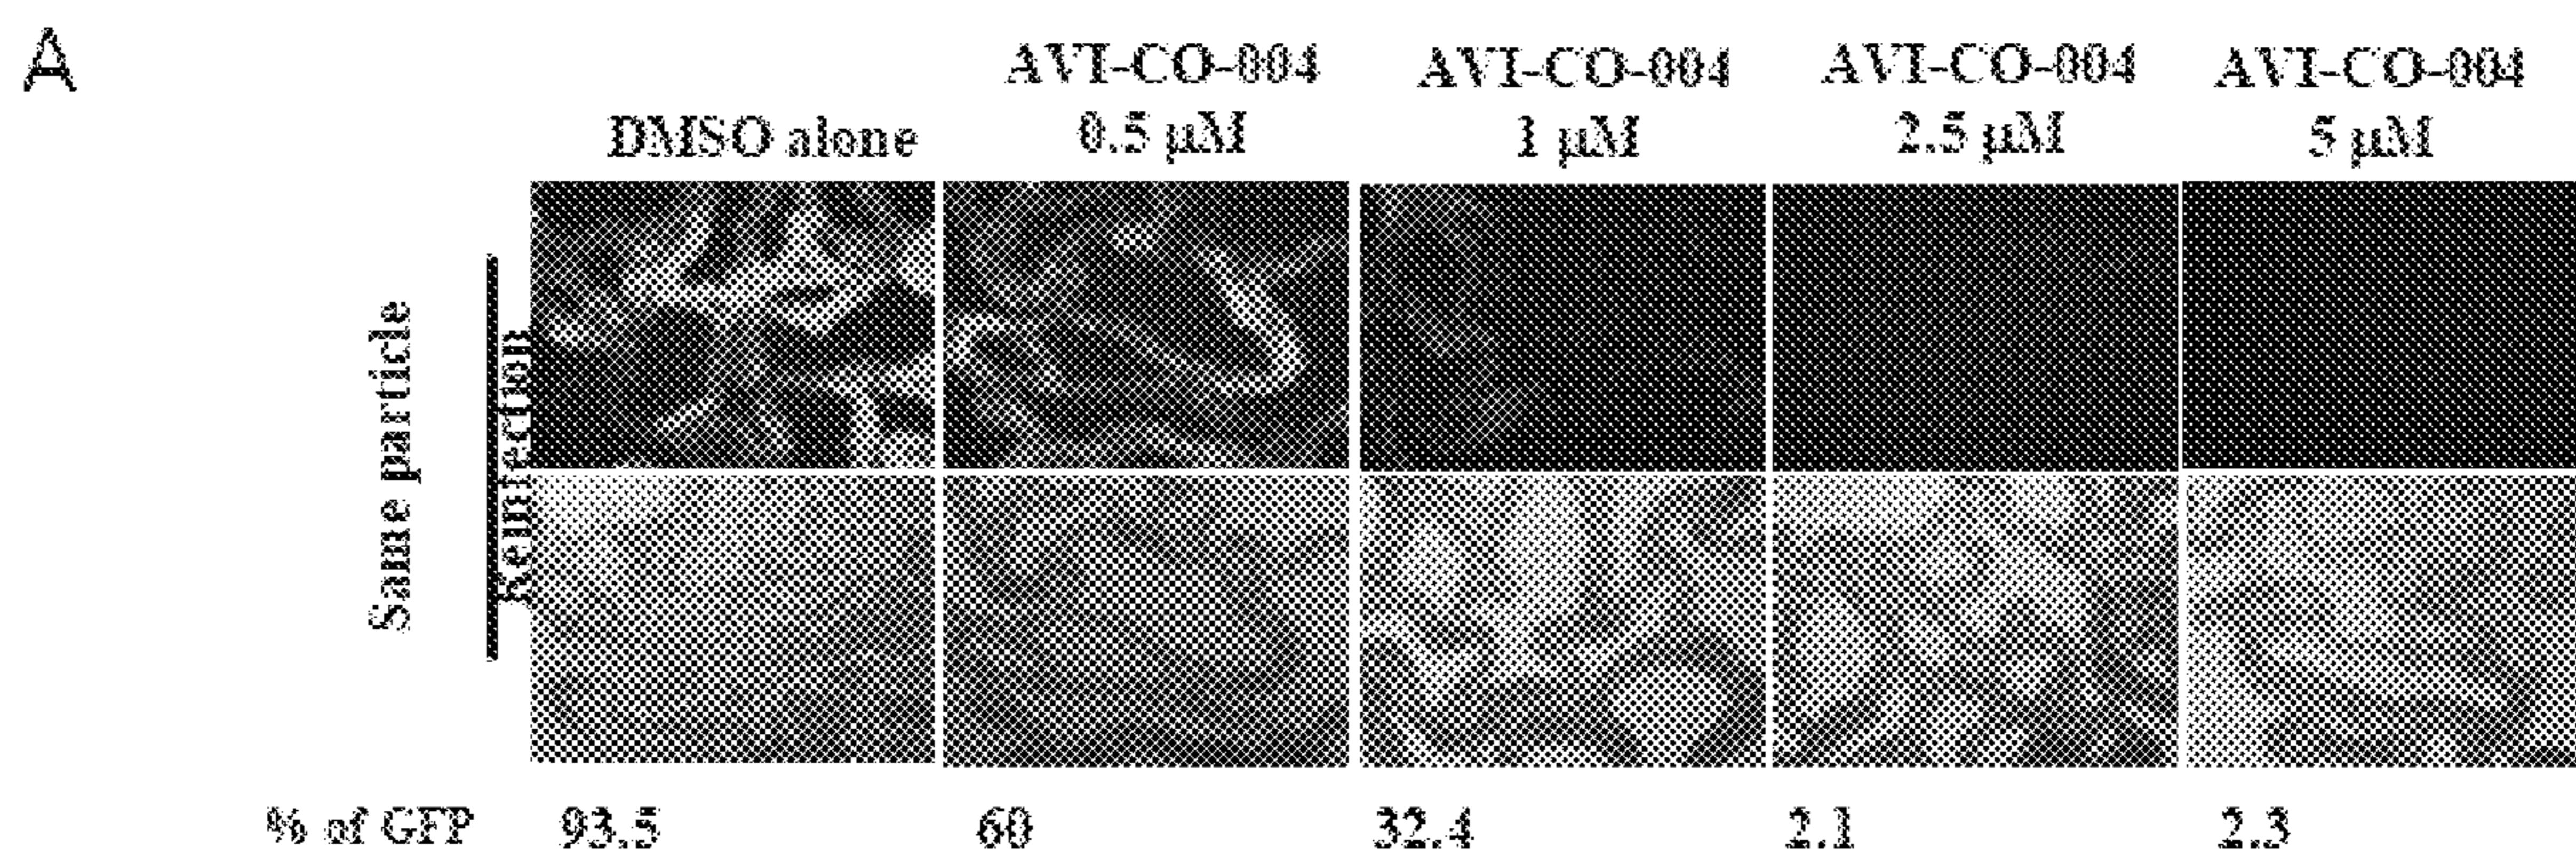 A
DMSO alone
AVI-CO-004
0.5 µM
AVI-CO-004
1 µM
AVI-CO-004
2.5 µM
AVI-CO-004
5 µM
Same particle
Reinfection
% of GFP 93.5 60 32.4 2.1 2.3